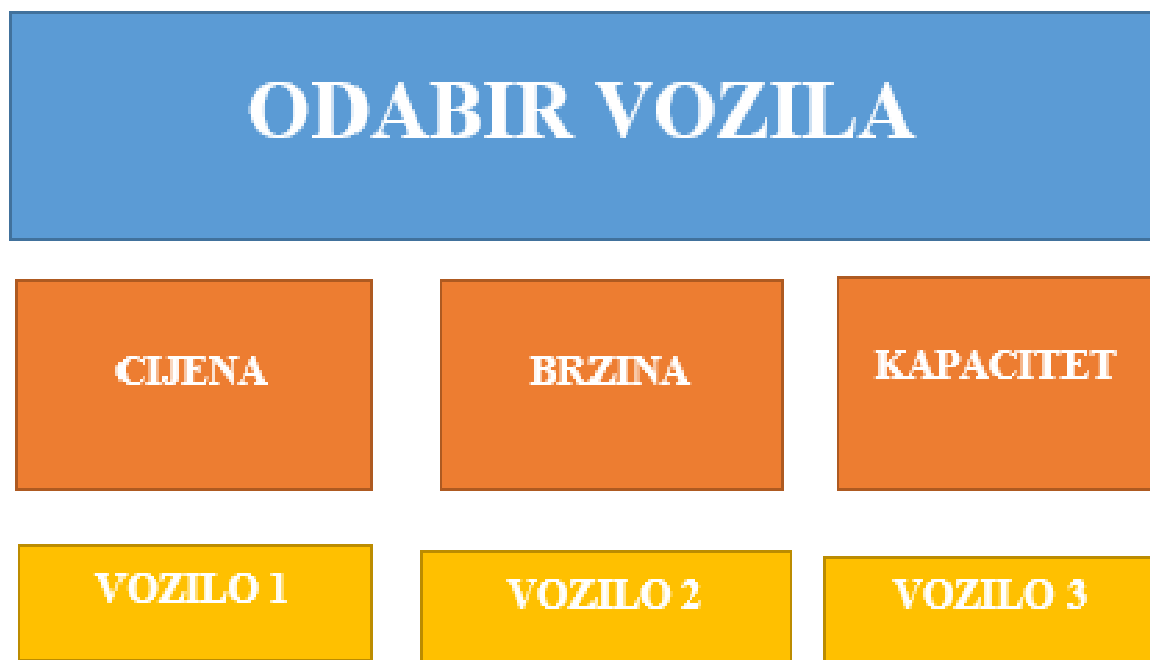 ODABIR VOZILA
CIJENA
BRZINA
KAPACITET
VOZILO 1
VOZILO 2
VOZILO 3